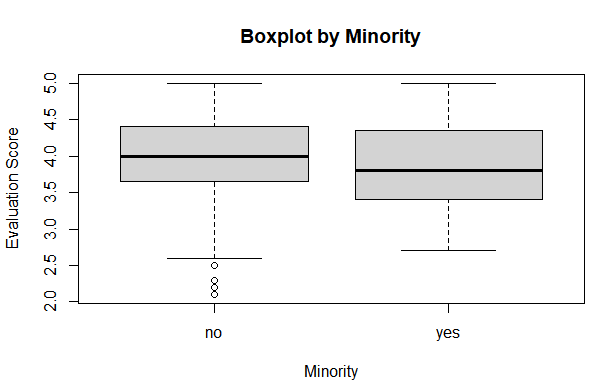 Boxplot by Minority
Evaluation Score
5.0
4.5
4.0
3.5
3.0
2.5
2.0
no yes
Minority